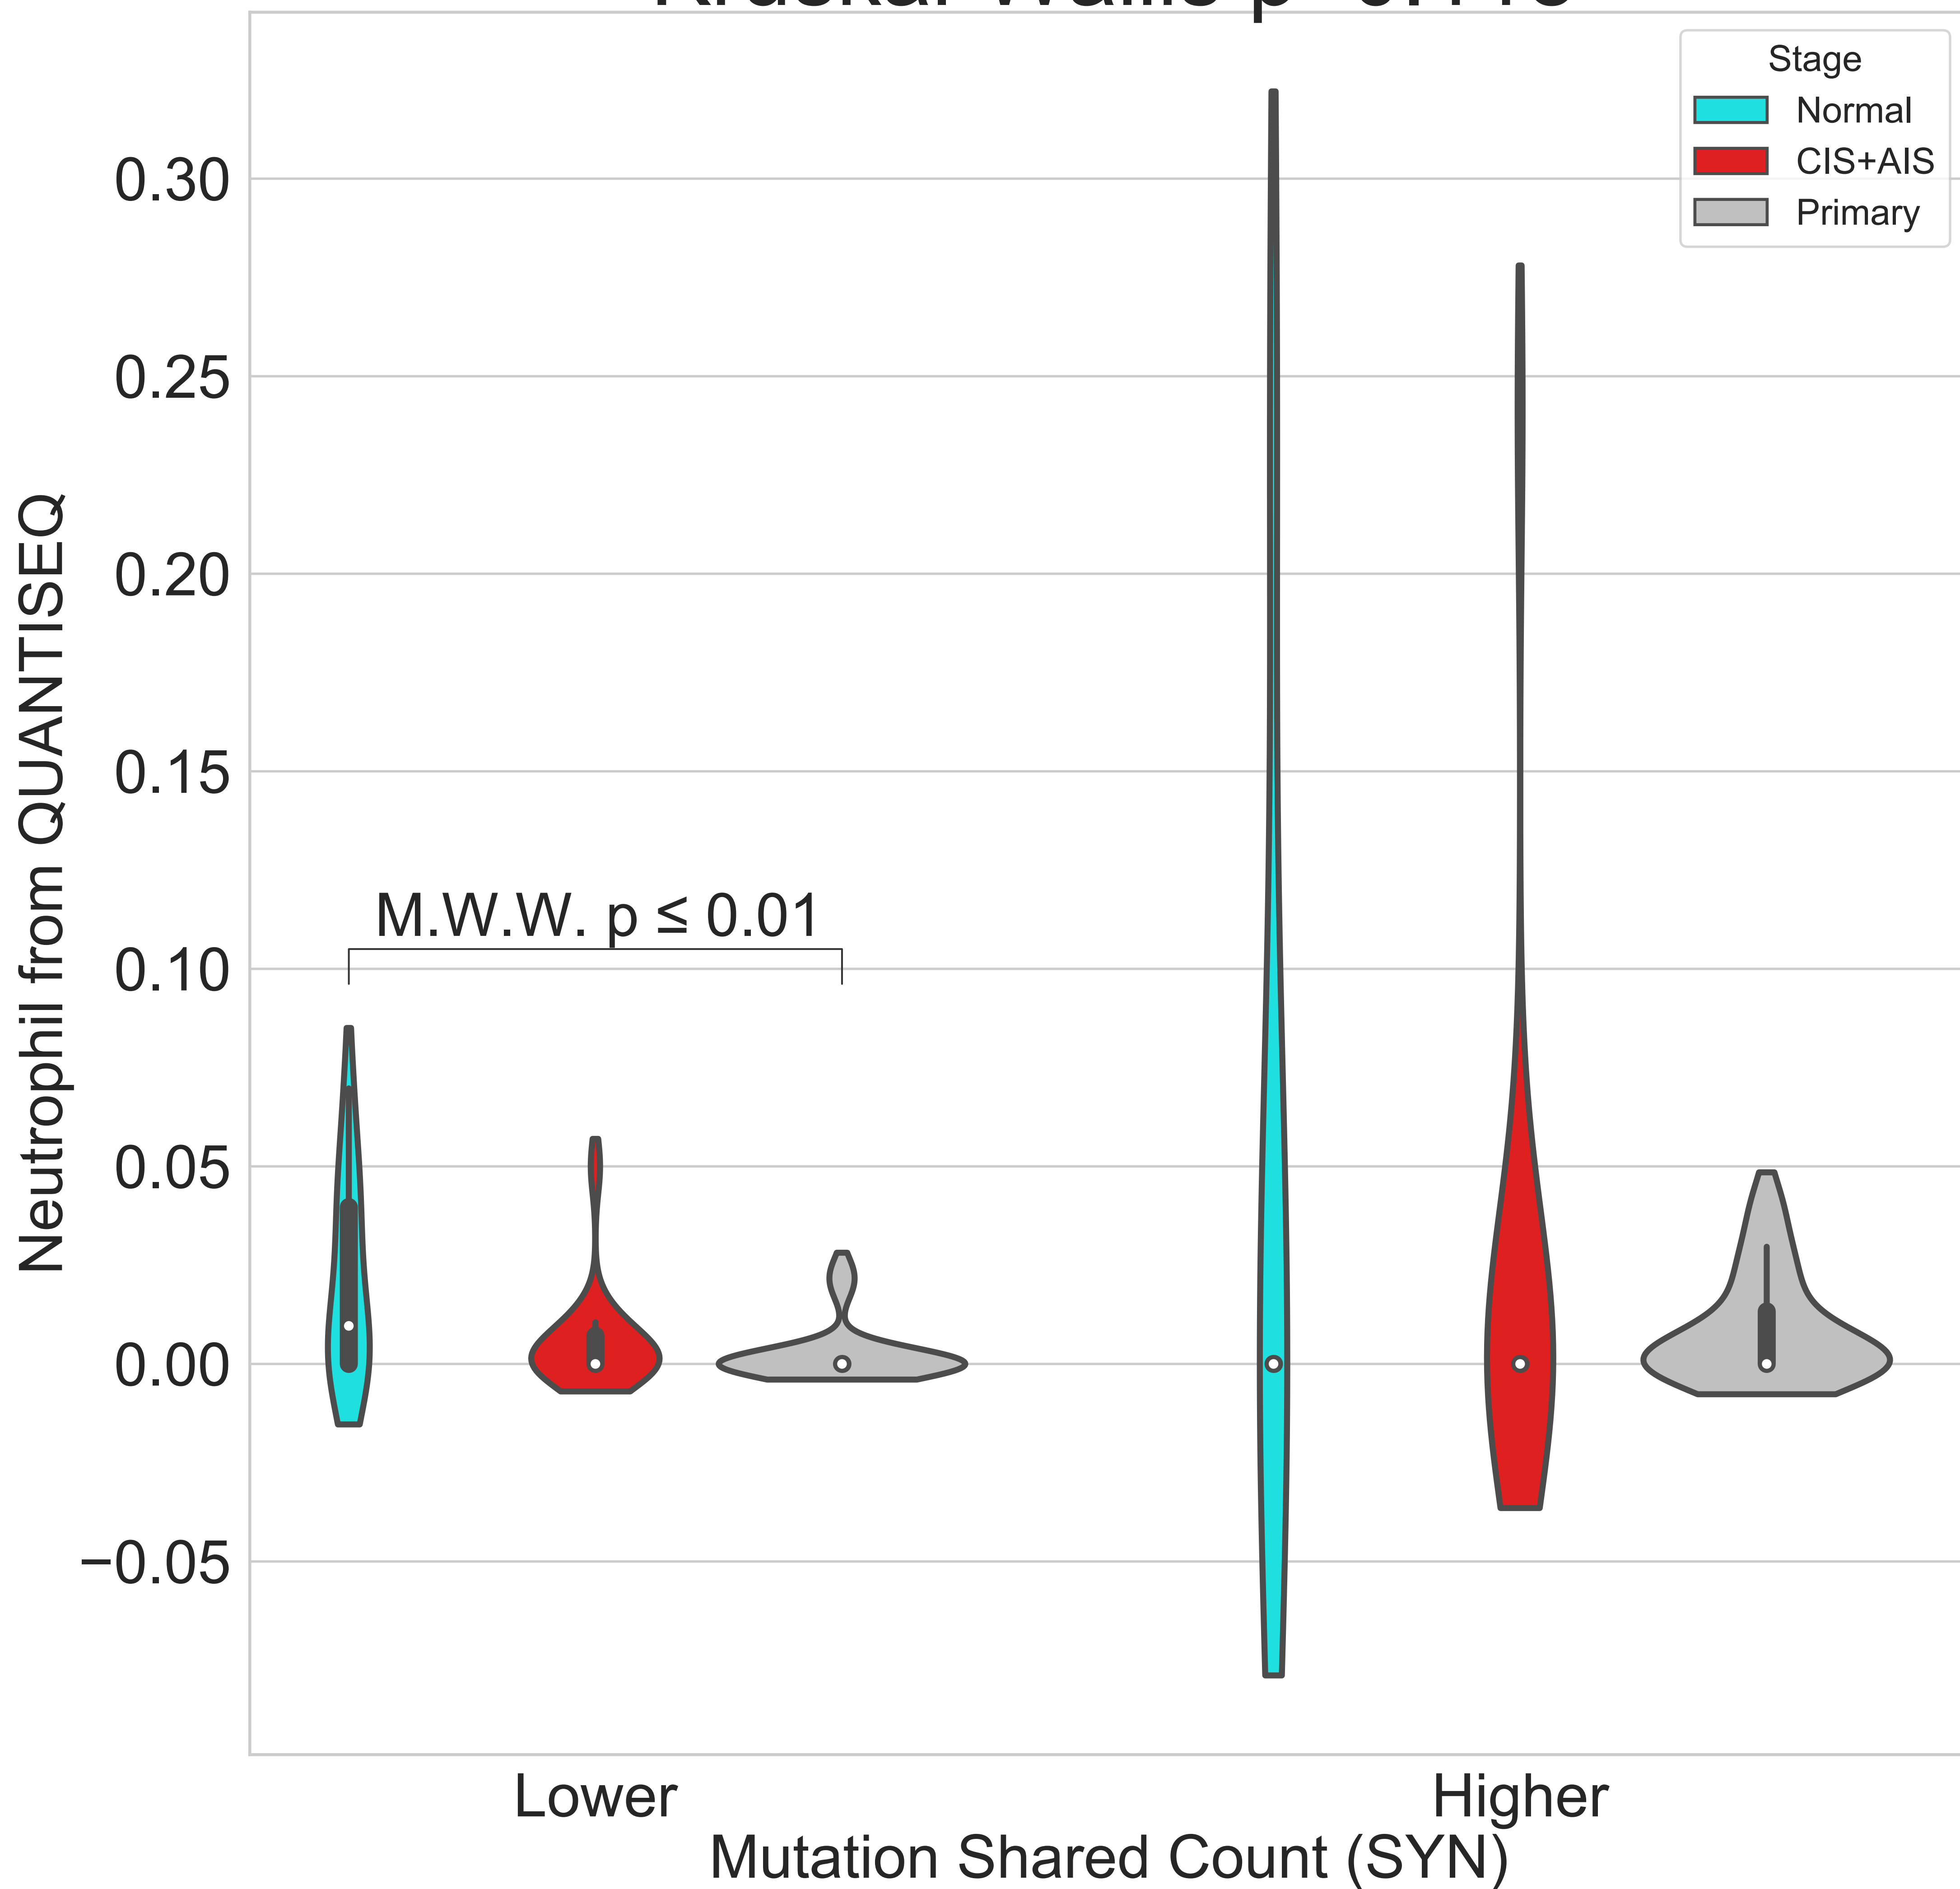 Stage
Normal
CIS+AIS
Primary
0.30
0.25
0.20
0.15
0.10
0.05
0.00
−0.05
Neutrophil from QUANTISEQ
M.W.W. p ≤ 0.01
Lower
Higher
Mutation Shared Count (SYN)